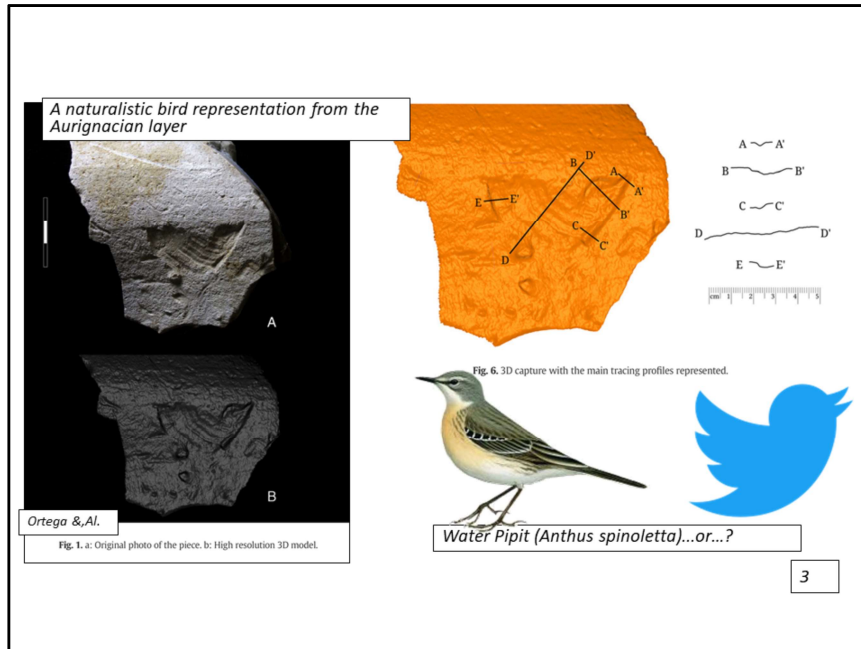 A naturalistic bird representation from the
Aurignacian layer
A
B
Ortega &,Al.
Fig. 1. a: Original photo of the piece. b: High resolution 3D model.
D'
B
A
E E'
A'
B'
C
C'
D
A A'
B B'
C C'
D D'
E E'
cm 1 2 3 4 5
Fig. 6. 3D capture with the main tracing profiles represented.
Water Pipit (Anthus spinoletta)...or...?
3